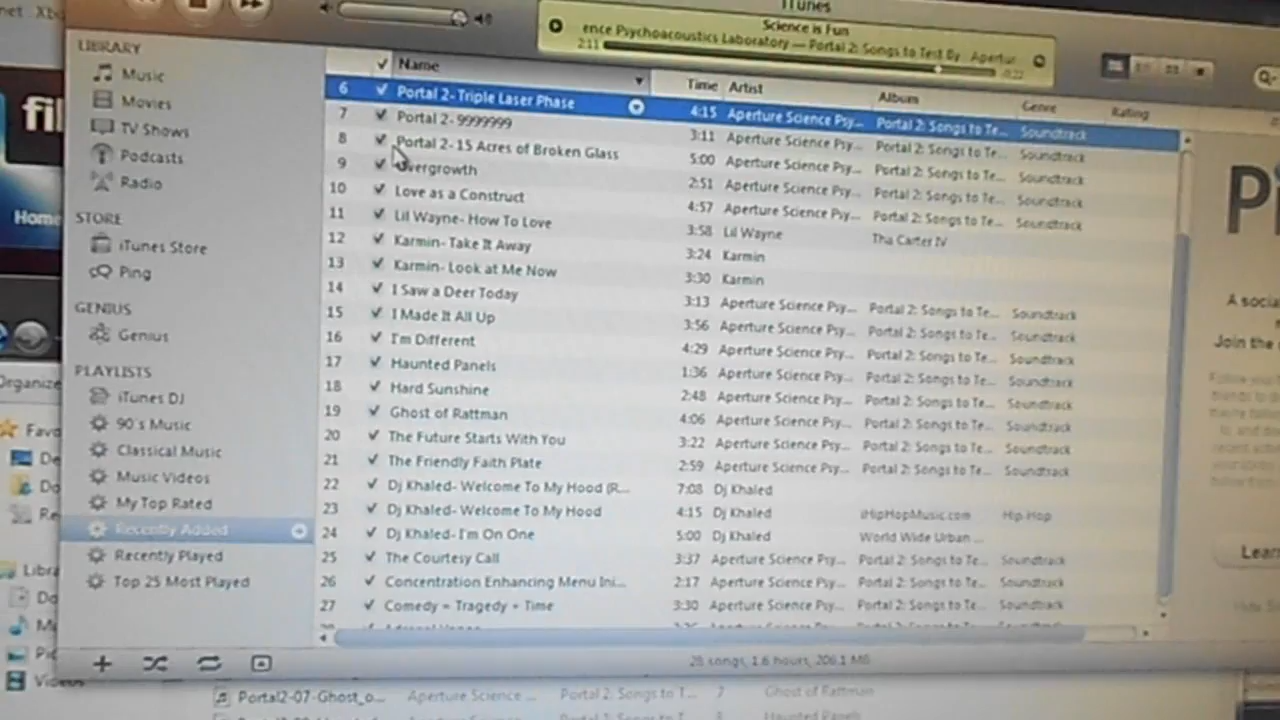 iTunes
Science is Fun
ence Psychoacoustics Laboratory — Portal 2: Songs to Test By Apertur
2:11 -0:22
LIBRARY
Music
Movies
TV Shows
Podcasts
Radio
STORE
iTunes Store
Ping
GENIUS
Genius
PLAYLISTS
iTunes DJ
90's Music
Classical Music
Music Videos
My Top Rated
Recently Added
Recently Played
Top 25 Most Played
Name Time Artist Album Genre Rating
6 Portal 2- Triple Laser Phase 4:15 Aperture Science Psy... Portal 2: Songs to Te... Soundtrack
7 Portal 2- 9999999 3:11 Aperture Science Psy... Portal 2: Songs to Te... Soundtrack
8 Portal 2- 15 Acres of Broken Glass 5:00 Aperture Science Psy... Portal 2: Songs to Te... Soundtrack
9 Overgrowth 2:51 Aperture Science Psy... Portal 2: Songs to Te... Soundtrack
10 Love as a Construct 4:57 Aperture Science Psy... Portal 2: Songs to Te... Soundtrack
11 Lil Wayne- How To Love 3:58 Lil Wayne Tha Carter IV
12 Karmin- Take It Away 3:24 Karmin
13 Karmin- Look at Me Now 3:30 Karmin
14 I Saw a Deer Today 3:13 Aperture Science Psy... Portal 2: Songs to Te... Soundtrack
15 I Made It All Up 3:56 Aperture Science Psy... Portal 2: Songs to Te... Soundtrack
16 I'm Different 4:29 Aperture Science Psy... Portal 2: Songs to Te... Soundtrack
17 Haunted Panels 1:36 Aperture Science Psy... Portal 2: Songs to Te... Soundtrack
18 Hard Sunshine 2:48 Aperture Science Psy... Portal 2: Songs to Te... Soundtrack
19 Ghost of Rattman 4:06 Aperture Science Psy... Portal 2: Songs to Te... Soundtrack
20 The Future Starts With You 3:22 Aperture Science Psy... Portal 2: Songs to Te... Soundtrack
21 The Friendly Faith Plate 2:59 Aperture Science Psy... Portal 2: Songs to Te... Soundtrack
22 Dj Khaled- Welcome To My Hood (R... 7:08 Dj Khaled
23 Dj Khaled- Welcome To My Hood 4:15 Dj Khaled iHipHopMusic.com Hip-Hop
24 Dj Khaled- I'm On One 5:00 Dj Khaled World Wide Urban ...
25 The Courtesy Call 3:37 Aperture Science Psy... Portal 2: Songs to Te... Soundtrack
26 Concentration Enhancing Menu Ini... 2:17 Aperture Science Psy... Portal 2: Songs to Te... Soundtrack
27 Comedy = Tragedy + Time 3:30 Aperture Science Psy... Portal 2: Songs to Te... Soundtrack
28 songs, 1.6 hours, 206.1 MB
Portal2-07-Ghost_o... Aperture Science ... Portal 2: Songs to T... 7 Ghost of Rattman
Haunted Panels
Home
Organize
Favo
De
Do
Re
Libra
Do
Mu
Pic
Videos
A socia
Join the
Lear